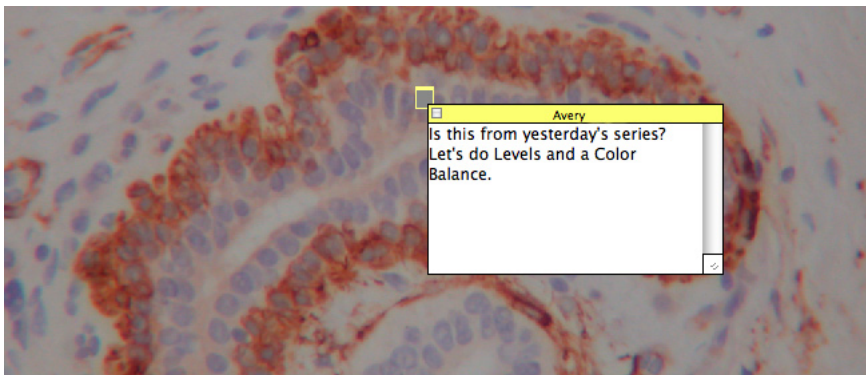 Avery
Is this from yesterday's series?
Let's do Levels and a Color
Balance.